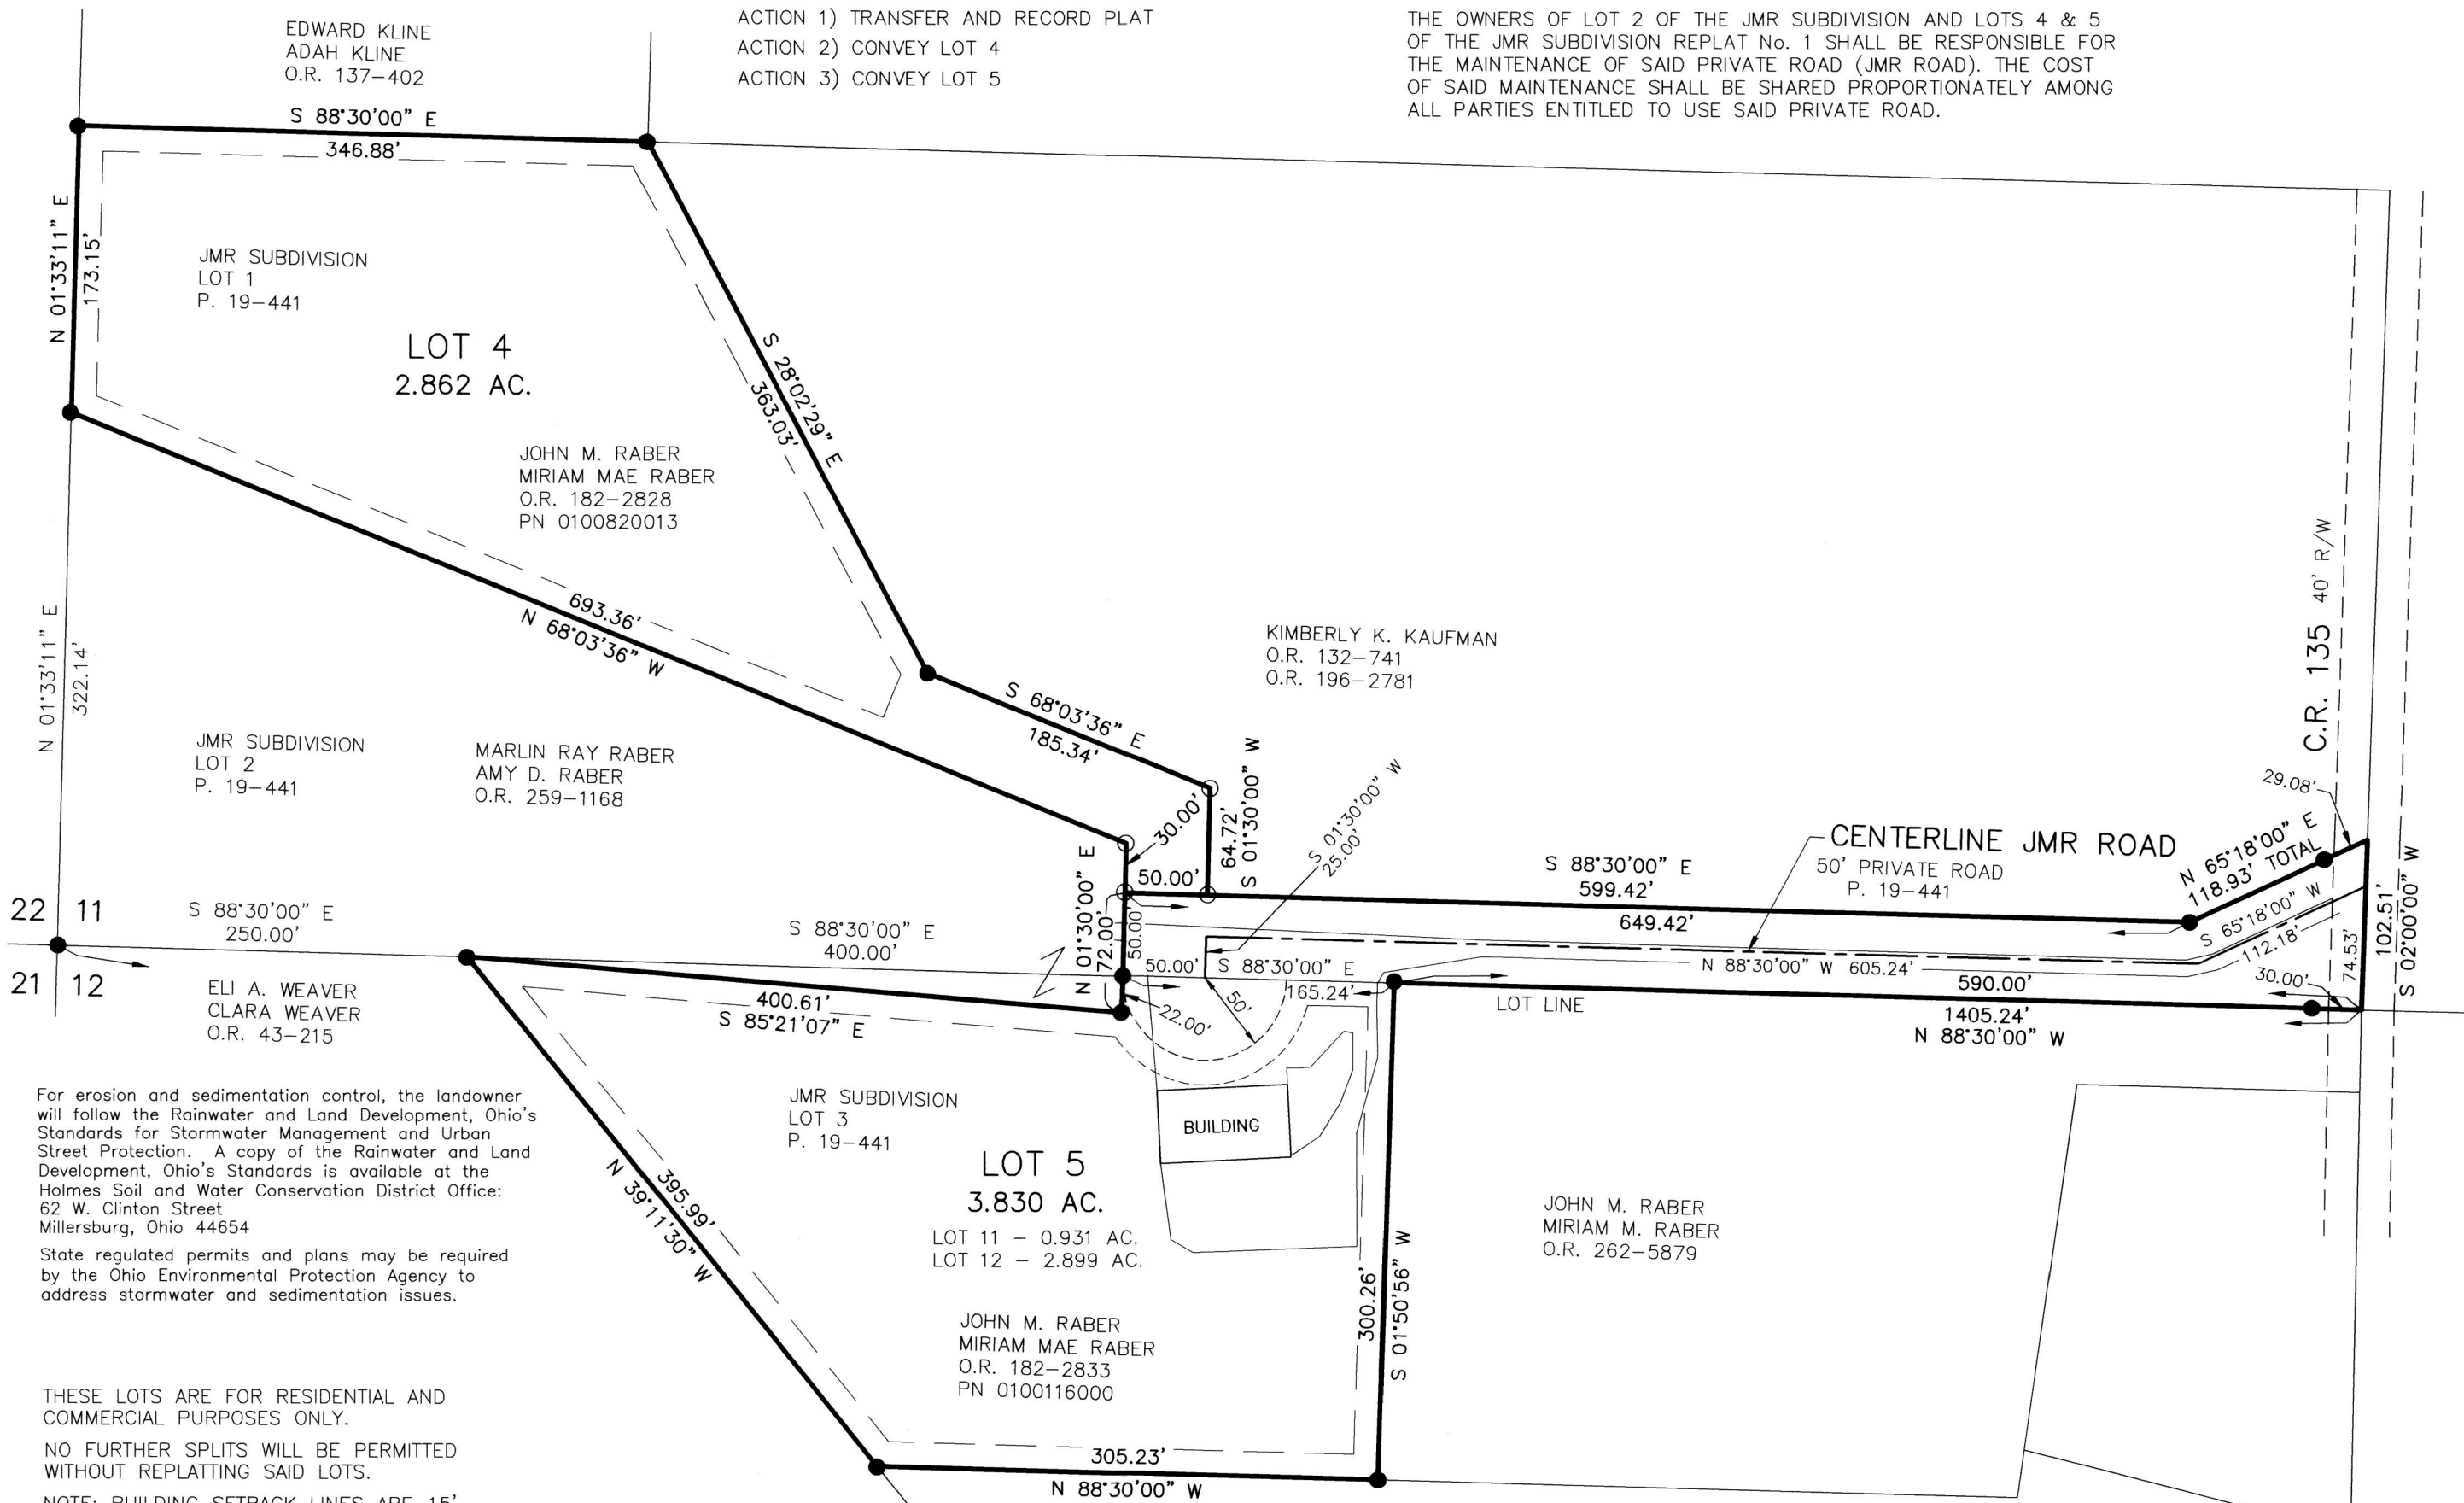 EDWARD KLINE
ADAH KLINE
O.R. 137-402
ACTION 1) TRANSFER AND RECORD PLAT
ACTION 2) CONVEY LOT 4
ACTION 3) CONVEY LOT 5
THE OWNERS OF LOT 2 OF THE JMR SUBDIVISION AND LOTS 4 & 5
OF THE JMR SUBDIVISION REPLAT No. 1 SHALL BE RESPONSIBLE FOR
THE MAINTENANCE OF SAID PRIVATE ROAD (JMR ROAD). THE COST
OF SAID MAINTENANCE SHALL BE SHARED PROPORTIONATELY AMONG
ALL PARTIES ENTITLED TO USE SAID PRIVATE ROAD.
S 88°30'00" E
346.88'
N 01°33'11" E
173.15'
JMR SUBDIVISION
LOT 1
P. 19-441
LOT 4
2.862 AC.
S 28°02'29" E
363.03'
JOHN M. RABER
MIRIAM MAE RABER
O.R. 182-2828
PN 0100820013
693.36'
N 68°03'36" W
N 01°33'11" E
322.14'
KIMBERLY K. KAUFMAN
O.R. 132-741
O.R. 196-2781
C.R. 135 40' R/W
S 68°03'36" E
185.34'
JMR SUBDIVISION
LOT 2
P. 19-441
MARLIN RAY RABER
AMY D. RABER
O.R. 259-1168
30.00'
64.72'
S 01°30'00" W
S 01°30'00" W
25.00'
29.08'
CENTERLINE JMR ROAD
50' PRIVATE ROAD
P. 19-441
N 65°18'00" E
118.93' TOTAL
S 88°30'00" E
599.42'
649.42'
50.00'
N 01°30'00" E
72.00'
50.00'
S 65°18'00" W
112.18'
74.53'
102.51'
S 02°00'00" W
22 11
21 12
S 88°30'00" E
250.00'
S 88°30'00" E
400.00'
50.00' S 88°30'00" E
165.24'
N 88°30'00" W 605.24'
590.00'
30.00'
LOT LINE
1405.24'
N 88°30'00" W
ELI A. WEAVER
CLARA WEAVER
O.R. 43-215
400.61'
S 85°21'07" E
22.00'
50'
For erosion and sedimentation control, the landowner
will follow the Rainwater and Land Development, Ohio's
Standards for Stormwater Management and Urban
Street Protection. A copy of the Rainwater and Land
Development, Ohio's Standards is available at the
Holmes Soil and Water Conservation District Office:
62 W. Clinton Street
Millersburg, Ohio 44654
State regulated permits and plans may be required
by the Ohio Environmental Protection Agency to
address stormwater and sedimentation issues.
JMR SUBDIVISION
LOT 3
P. 19-441
BUILDING
LOT 5
3.830 AC.
LOT 11 - 0.931 AC.
LOT 12 - 2.899 AC.
395.99'
N 39°11'30" W
300.26'
S 01°50'56" W
JOHN M. RABER
MIRIAM M. RABER
O.R. 262-5879
JOHN M. RABER
MIRIAM MAE RABER
O.R. 182-2833
PN 0100116000
305.23'
N 88°30'00" W
THESE LOTS ARE FOR RESIDENTIAL AND
COMMERCIAL PURPOSES ONLY.
NO FURTHER SPLITS WILL BE PERMITTED
WITHOUT REPLATTING SAID LOTS.
NOTE: BUILDING SETBACK LINES ARE 15'